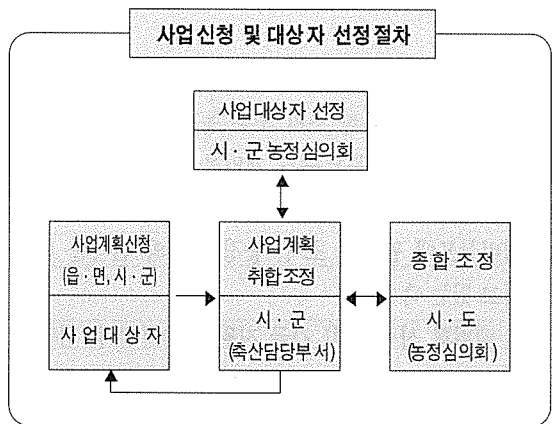 사업신청 및 대상자 선정절차
사업대상자 선정
시·군 농정심의회
사업계획신청
(읍·면, 시·군)
사업대상자
사업계획
취합조정
시·군
(축산담당부서)
종합조정
시·도
(농정심의회)